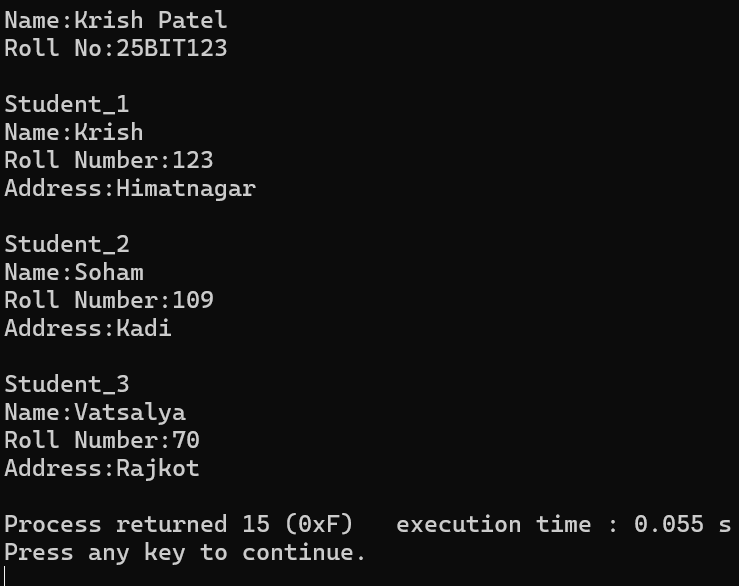 Name:Krish Patel
Roll No:25BIT123
Student_1
Name:Krish
Roll Number:123
Address:Himatnagar
Student_2
Name:Soham
Roll Number:109
Address:Kadi
Student_3
Name:Vatsalya
Roll Number:70
Address:Rajkot
Process returned 15 (0xF)   execution time : 0.055 s
Press any key to continue.